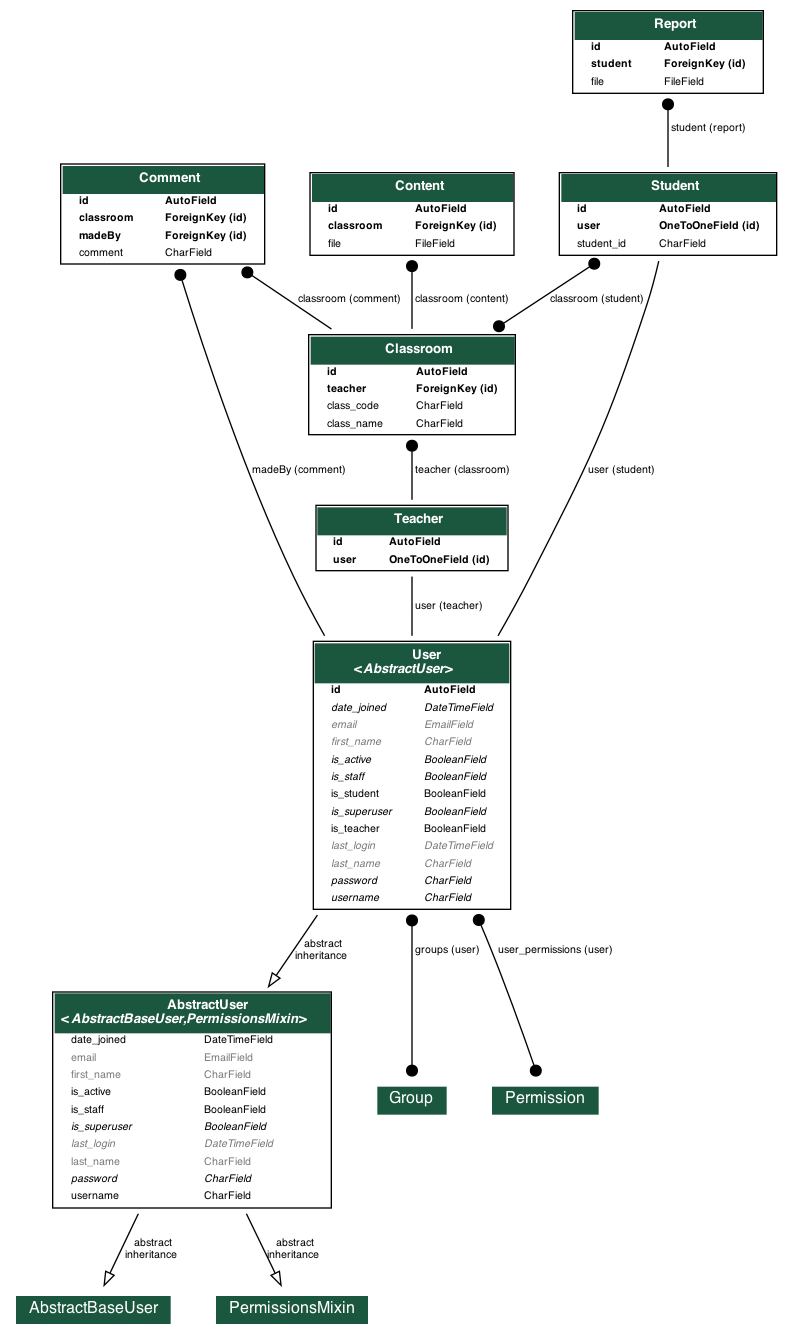 Report
id AutoField
student ForeignKey (id)
file FileField
student (report)
Comment
id AutoField
classroom ForeignKey (id)
madeBy ForeignKey (id)
comment CharField
Content
id AutoField
classroom ForeignKey (id)
file FileField
Student
id AutoField
user OneToOneField (id)
student_id CharField
classroom (comment)
classroom (content)
classroom (student)
Classroom
id AutoField
teacher ForeignKey (id)
class_code CharField
class_name CharField
madeBy (comment)
teacher (classroom)
user (student)
Teacher
id AutoField
user OneToOneField (id)
user (teacher)
User
<AbstractUser>
id AutoField
date_joined DateTimeField
email EmailField
first_name CharField
is_active BooleanField
is_staff BooleanField
is_student BooleanField
is_superuser BooleanField
is_teacher BooleanField
last_login DateTimeField
last_name CharField
password CharField
username CharField
abstract
inheritance
groups (user)
user_permissions (user)
AbstractUser
<AbstractBaseUser,PermissionsMixin>
date_joined DateTimeField
email EmailField
first_name CharField
is_active BooleanField
is_staff BooleanField
is_superuser BooleanField
last_login DateTimeField
last_name CharField
password CharField
username CharField
Group
Permission
abstract
inheritance
abstract
inheritance
AbstractBaseUser
PermissionsMixin